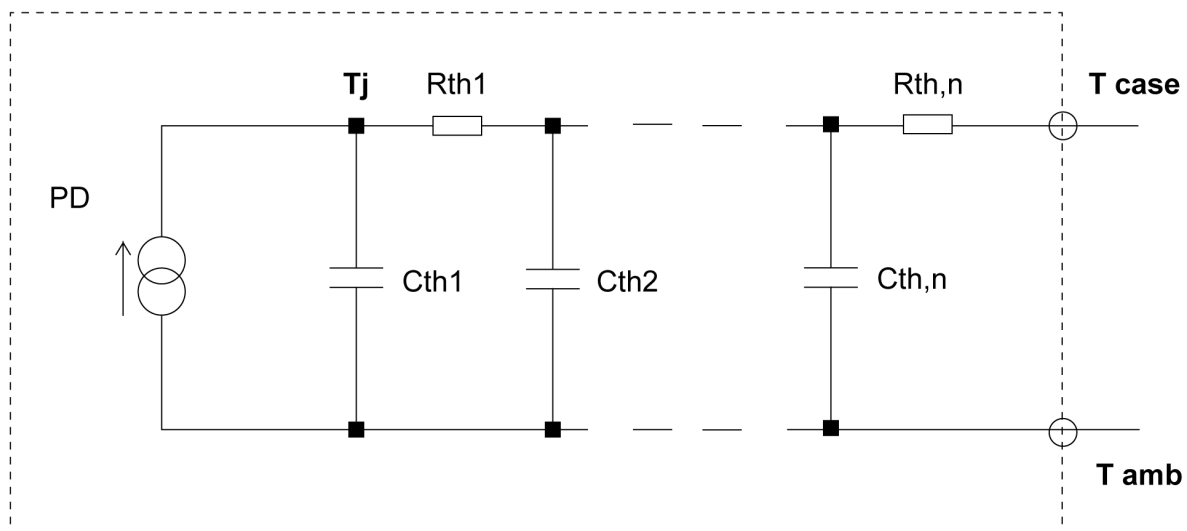 Tj
Rth1
Rth,n
T case
PD
Cth1
Cth2
Cth,n
T amb